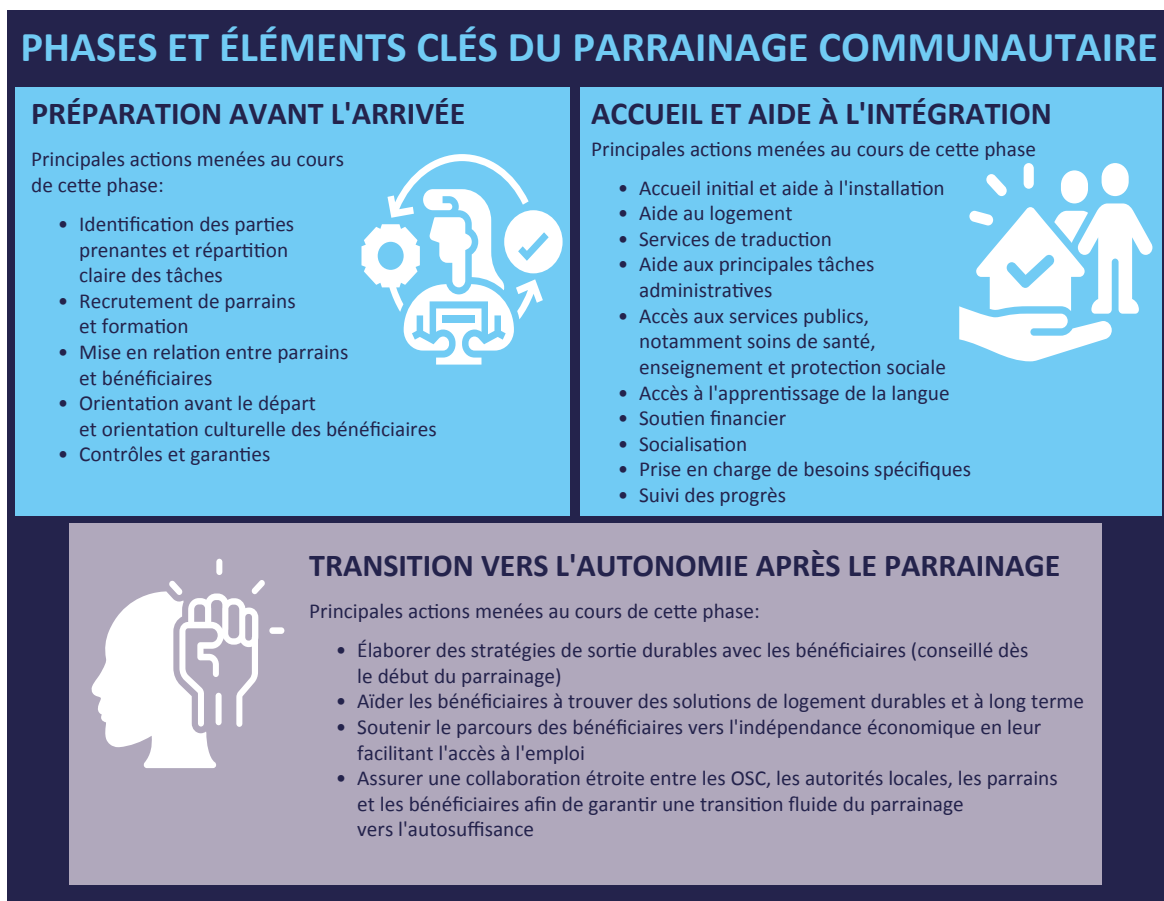 PHASES ET ÉLÉMENTS CLÉS DU PARRAINAGE COMMUNAUTAIRE
PRÉPARATION AVANT L'ARRIVÉE
Principales actions menées au cours
de cette phase:
• Identification des parties
prenantes et répartition
claire des tâches
• Recrutement de parrains
et formation
• Mise en relation entre parrains
et bénéficiaires
• Orientation avant le départ
et orientation culturelle des bénéficiaires
• Contrôles et garanties
ACCUEIL ET AIDE À L'INTÉGRATION
Principales actions menées au cours de cette phase
• Accueil initial et aide à l'installation
• Aide au logement
• Services de traduction
• Aide aux principales tâches
administratives
• Accès aux services publics,
notamment soins de santé,
enseignement et protection sociale
• Accès à l'apprentissage de la langue
• Soutien financier
• Socialisation
• Prise en charge de besoins spécifiques
• Suivi des progrès
TRANSITION VERS L'AUTONOMIE APRÈS LE PARRAINAGE
Principales actions menées au cours de cette phase:
• Élaborer des stratégies de sortie durables avec les bénéficiaires (conseillé dès
le début du parrainage)
• Aïder les bénéficiaires à trouver des solutions de logement durables et à long terme
• Soutenir le parcours des bénéficiaires vers l'indépendance économique en leur
facilitant l'accès à l'emploi
• Assurer une collaboration étroite entre les OSC, les autorités locales, les parrains
et les bénéficiaires afin de garantir une transition fluide du parrainage
vers l'autosuffisance